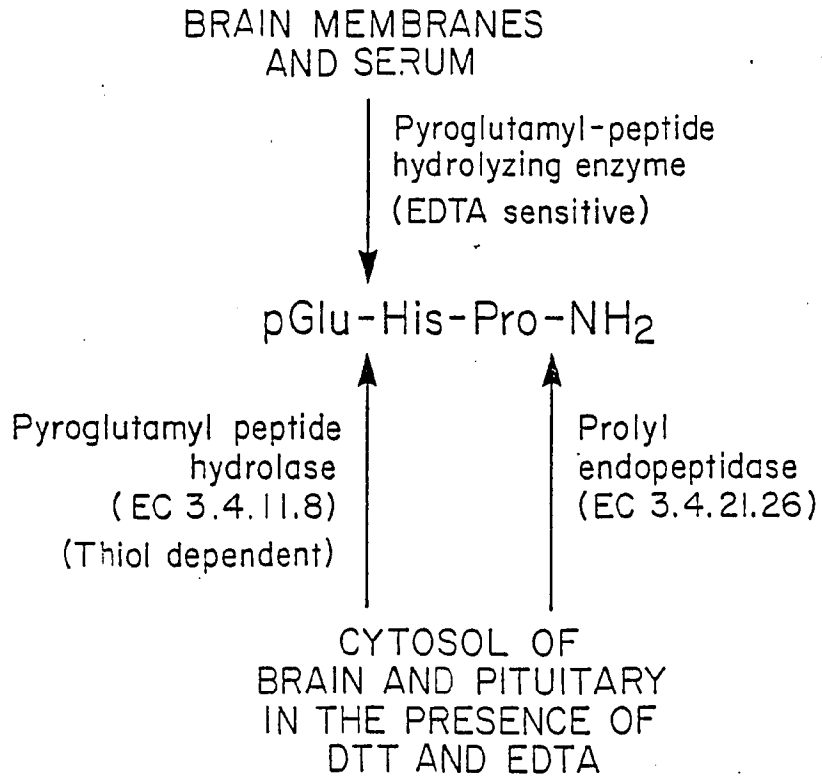 BRAIN MEMBRANES
AND SERUM
Pyroglutamyl-peptide
hydrolyzing enzyme
(EDTA sensitive)
pGlu-His-Pro-NH2
Pyroglutamyl peptide
hydrolase
(EC 3.4.11.8)
(Thiol dependent)
Prolyl
endopeptidase
(EC 3.4.21.26)
CYTOSOL OF
BRAIN AND PITUITARY
IN THE PRESENCE OF
DTT AND EDTA